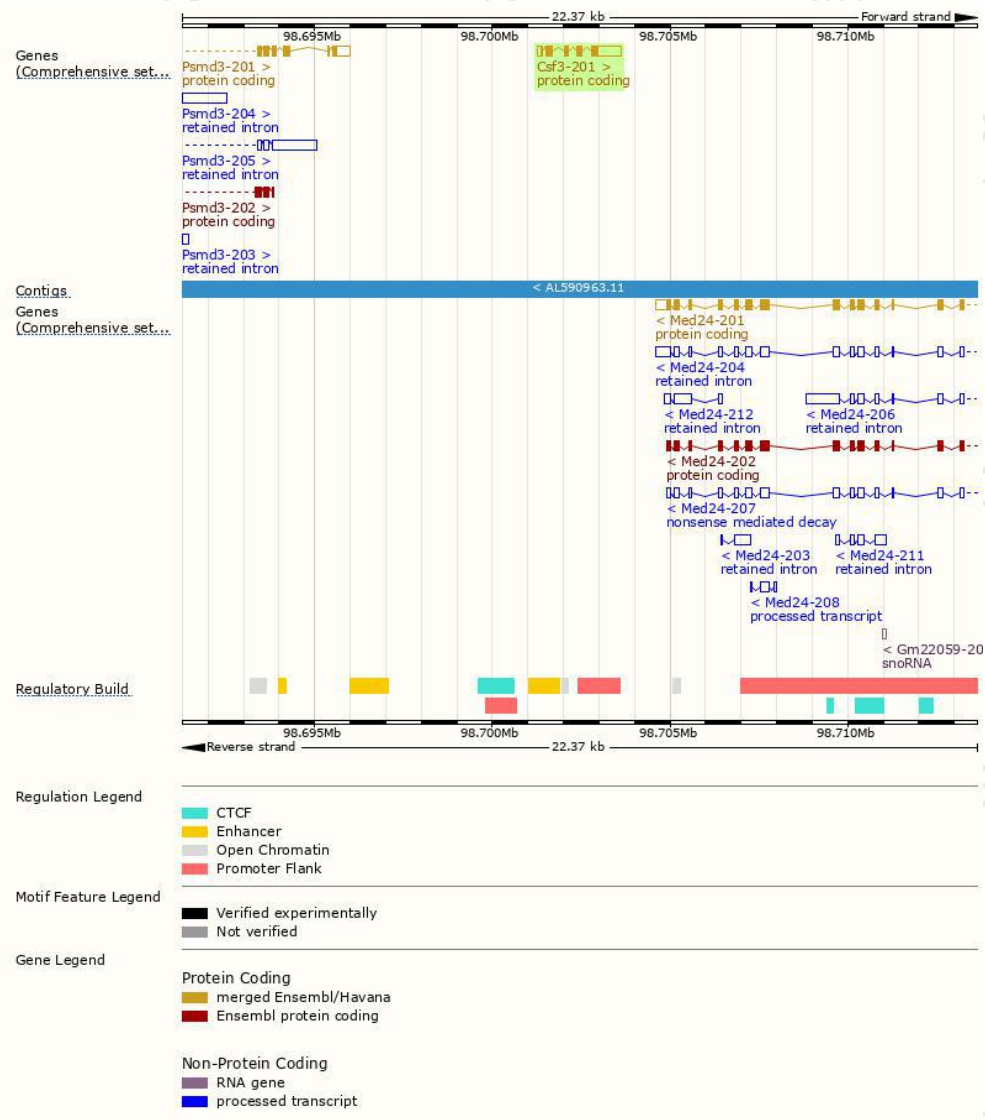 22.37 kb
Forward strand
98.695Mb 98.700Mb 98.705Mb 98.710Mb
Genes
(Comprehensive set...
Psmd3-201 >
protein coding
Csf3-201 >
protein coding
Psmd3-204 >
retained intron
Psmd3-205 >
retained intron
Psmd3-202 >
protein coding
Psmd3-203 >
retained intron
Contigs
< AL590963.11
Genes
(Comprehensive set...
< Med24-201
protein coding
< Med24-204
retained intron
< Med24-212
retained intron
< Med24-206
retained intron
< Med24-202
protein coding
< Med24-207
nonsense mediated decay
< Med24-203
retained intron
< Med24-211
retained intron
< Med24-208
processed transcript
< Gm22059-20
snoRNA
Regulatory Build
98.695Mb 98.700Mb 98.705Mb 98.710Mb
Reverse strand
22.37 kb
Regulation Legend
CTCF
Enhancer
Open Chromatin
Promoter Flank
Motif Feature Legend
Verified experimentally
Not verified
Gene Legend
Protein Coding
merged Ensembl/Havana
Ensembl protein coding
Non-Protein Coding
RNA gene
processed transcript